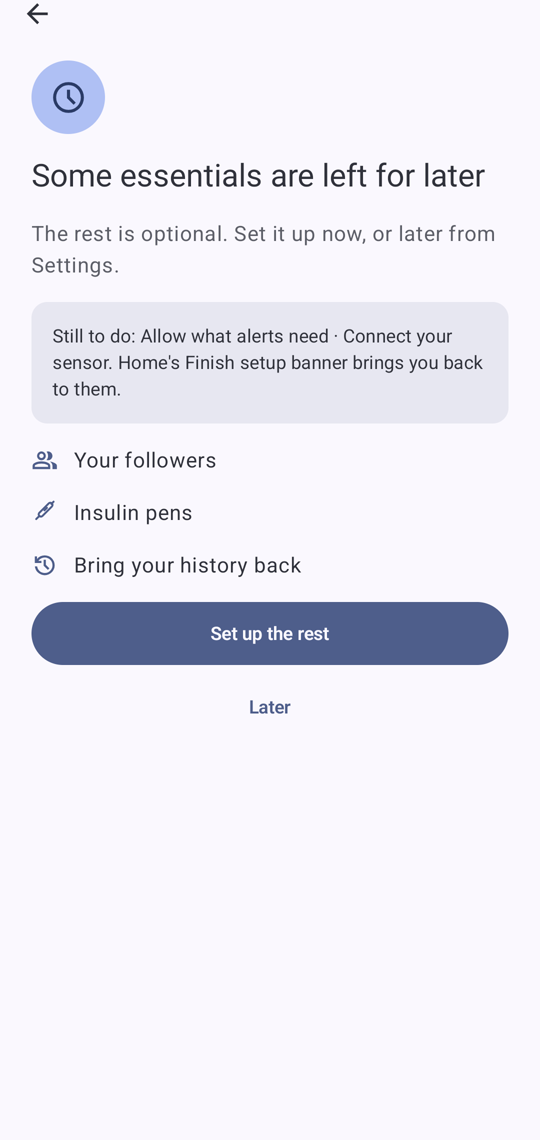 Some essentials are left for later
The rest is optional. Set it up now, or later from
Settings.
Still to do: Allow what alerts need · Connect your
sensor. Home's Finish setup banner brings you back
to them.
Your followers
Insulin pens
Bring your history back
Set up the rest
Later